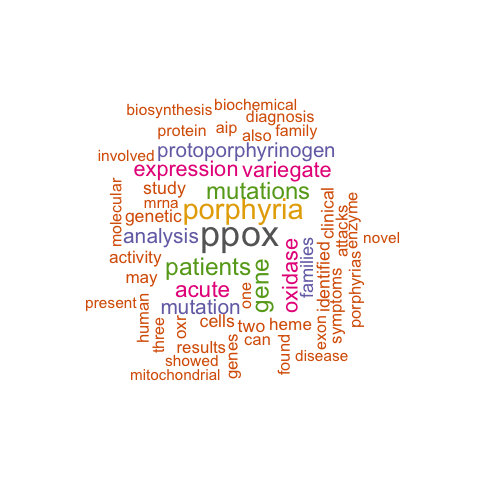 biosynthesis
biochemical
diagnosis
protein
aip
also
family
involved
protoporphyrinogen
expression
variegate
study
mutations
mrna
molecular
genetic
porphyria
clinical
attacks
enzyme
analysis
ppox
novel
activity
patients
gene
oxidase
families
identified
symptoms
porphyrias
may
acute
one
present
human
mutation
three
oxr
cells
two
heme
exon
can
results
genes
found
showed
disease
mitochondrial